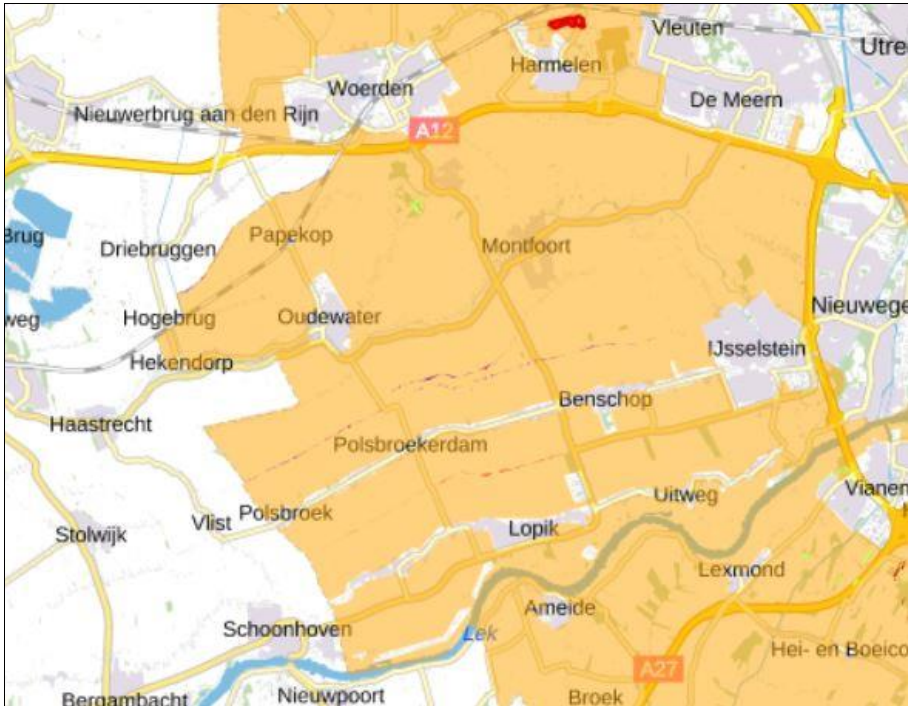 Vleuten
Utre
Harmelen
Woerden
De Meern
Nieuwerbrug aan den Rijn
A12
Brug
Driebruggen
Papekop
Montfoort
weg
Hogebrug
Oudewater
Nieuwege
Hekendorp
IJsselstein
Benschop
Haastrecht
Polsbroekerdam
Uitweg
Vianen
Polsbroek
Vlist
Lopik
Stolwijk
Lexmond
Ameide
Schoonhoven
Lek
Hei- en Boeico
A27
Bergambacht
Nieuwpoort
Broek